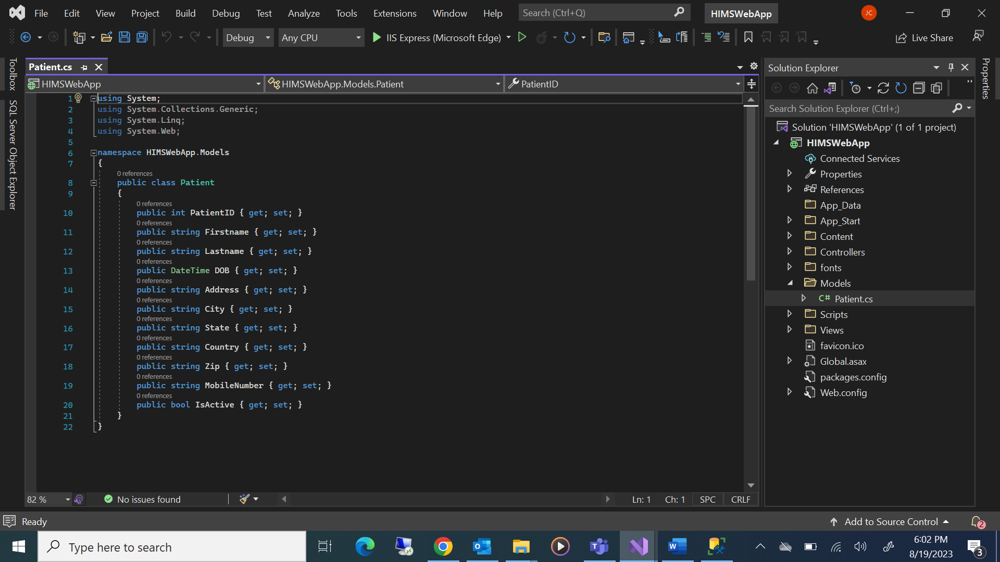 File Edit View Project Build Debug Test Analyze Tools Extensions Window Help Search (Ctrl+Q) HIMSWebApp JC
Debug Any CPU IIS Express (Microsoft Edge) Live Share
Toolbox
SQL Server Object Explorer
Patient.cs
HIMSWebApp HIMSWebApp.Models.Patient PatientID
1 using System;
2 using System.Collections.Generic;
3 using System.Linq;
4 using System.Web;
5
6 namespace HIMSWebApp.Models
7 {
0 references
8 public class Patient
9 {
0 references
10 public int PatientID { get; set; }
0 references
11 public string Firstname { get; set; }
0 references
12 public string Lastname { get; set; }
0 references
13 public DateTime DOB { get; set; }
0 references
14 public string Address { get; set; }
0 references
15 public string City { get; set; }
0 references
16 public string State { get; set; }
0 references
17 public string Country { get; set; }
0 references
18 public string Zip { get; set; }
0 references
19 public string MobileNumber { get; set; }
0 references
20 public bool IsActive { get; set; }
21 }
22 }
82 % No issues found Ln: 1 Ch: 1 SPC CRLF
Solution Explorer
Search Solution Explorer (Ctrl+;)
Solution 'HIMSWebApp' (1 of 1 project)
HIMSWebApp
Connected Services
Properties
References
App_Data
App_Start
Content
Controllers
fonts
Models
C# Patient.cs
Scripts
Views
favicon.ico
Global.asax
packages.config
Web.config
Properties
Ready Add to Source Control 2
Type here to search 6:02 PM
8/19/2023 3